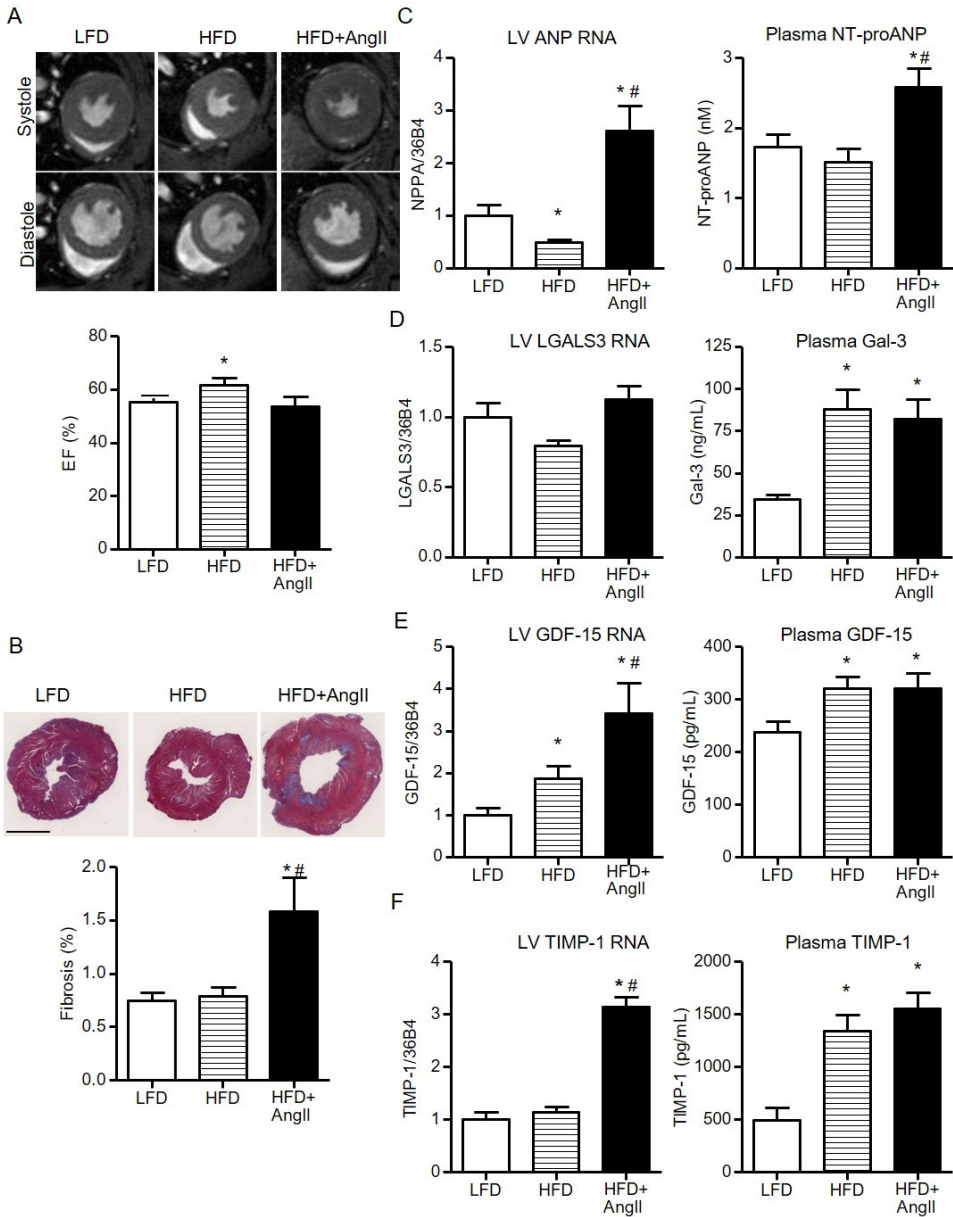 A
LFD HFD HFD+AngII
Systole
Diastole
EF (%)
80
60
40
20
0
*
LFD HFD HFD+
AngII
B
LFD HFD HFD+AngII
Fibrosis (%)
2.0
1.5
1.0
0.5
0.0
* #
LFD HFD HFD+
AngII
C
LV ANP RNA
NPPA/36B4
4
3
2
1
0
*
* #
LFD HFD HFD+
AngII
Plasma NT-proANP
NT-proANP (nM)
3
2
1
0
* #
LFD HFD HFD+
AngII
D
LV LGALS3 RNA
LGALS3/36B4
1.5
1.0
0.5
0.0
LFD HFD HFD+
AngII
Plasma Gal-3
Gal-3 (ng/mL)
125
100
75
50
25
0
* *
LFD HFD HFD+
AngII
E
LV GDF-15 RNA
GDF-15/36B4
5
4
3
2
1
0
*
* #
LFD HFD HFD+
AngII
Plasma GDF-15
GDF-15 (pg/mL)
400
300
200
100
0
* *
LFD HFD HFD+
AngII
F
LV TIMP-1 RNA
TIMP-1/36B4
4
3
2
1
0
* #
LFD HFD HFD+
AngII
Plasma TIMP-1
TIMP-1 (pg/mL)
2000
1500
1000
500
0
* *
LFD HFD HFD+
AngII